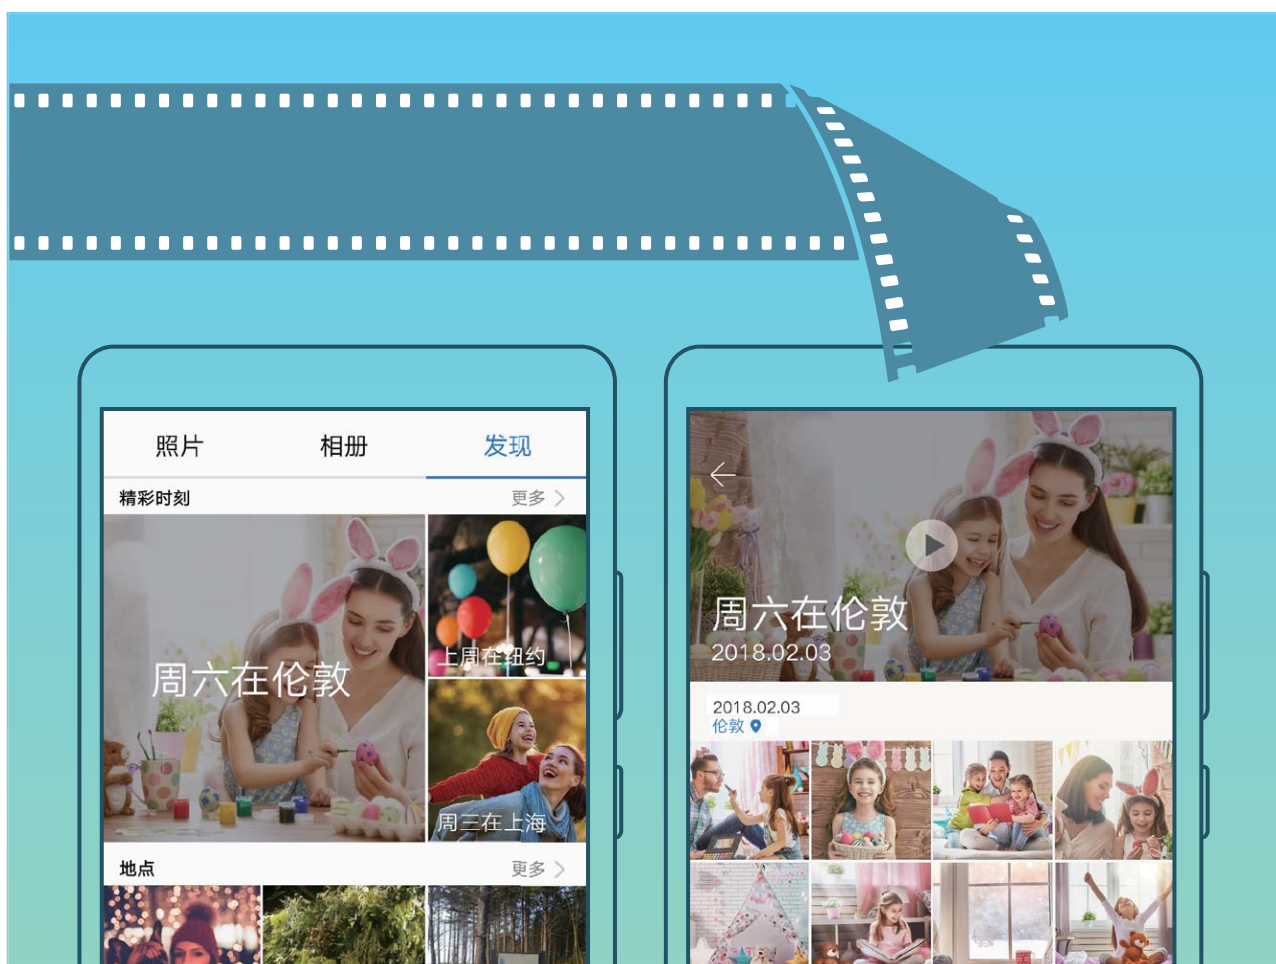 照片 相册 发现
精彩时刻 更多
周六在伦敦
上周在纽约
周三在上海
地点 更多
周六在伦敦
2018.02.03
2018.02.03
伦敦